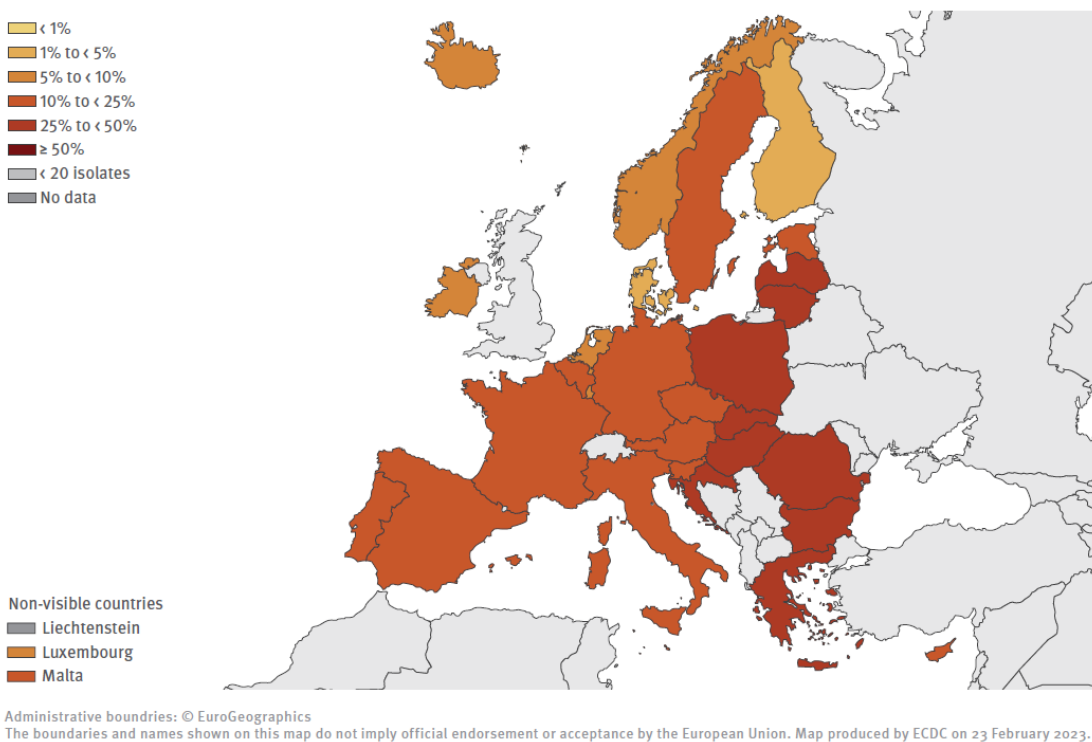 < 1%
1% to < 5%
5% to < 10%
10% to < 25%
25% to < 50%
≥ 50%
< 20 isolates
No data
Non-visible countries
Liechtenstein
Luxembourg
Malta
Administrative boundries: © EuroGeographics
The boundaries and names shown on this map do not imply official endorsement or acceptance by the European Union. Map produced by ECDC on 23 February 2023.